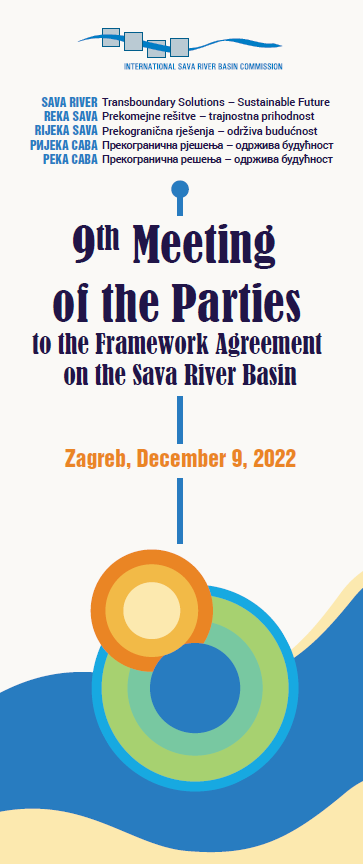 INTERNATIONAL SAVA RIVER BASIN COMMISSION
SAVA RIVER Transboundary Solutions – Sustainable Future
REKA SAVA Prekomejne rešitve – trajnostna prihodnost
RIJEKA SAVA Prekogranična rješenja – održiva budućnost
РИЈЕКА САВА Прекогранична рјешења – одржива будућност
РЕКА САВА Прекогранична решења – одржива будућност
9th Meeting
of the Parties
to the Framework Agreement
on the Sava River Basin
Zagreb, December 9, 2022